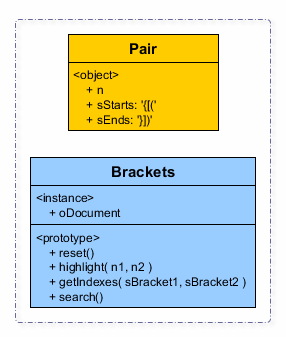 Pair
<object>
+ n
+ sStarts: '{[('
+ sEnds: '}])'
Brackets
<instance>
+ oDocument
<prototype>
+ reset()
+ highlight( n1, n2 )
+ getIndexes( sBracket1, sBracket2 )
+ search()